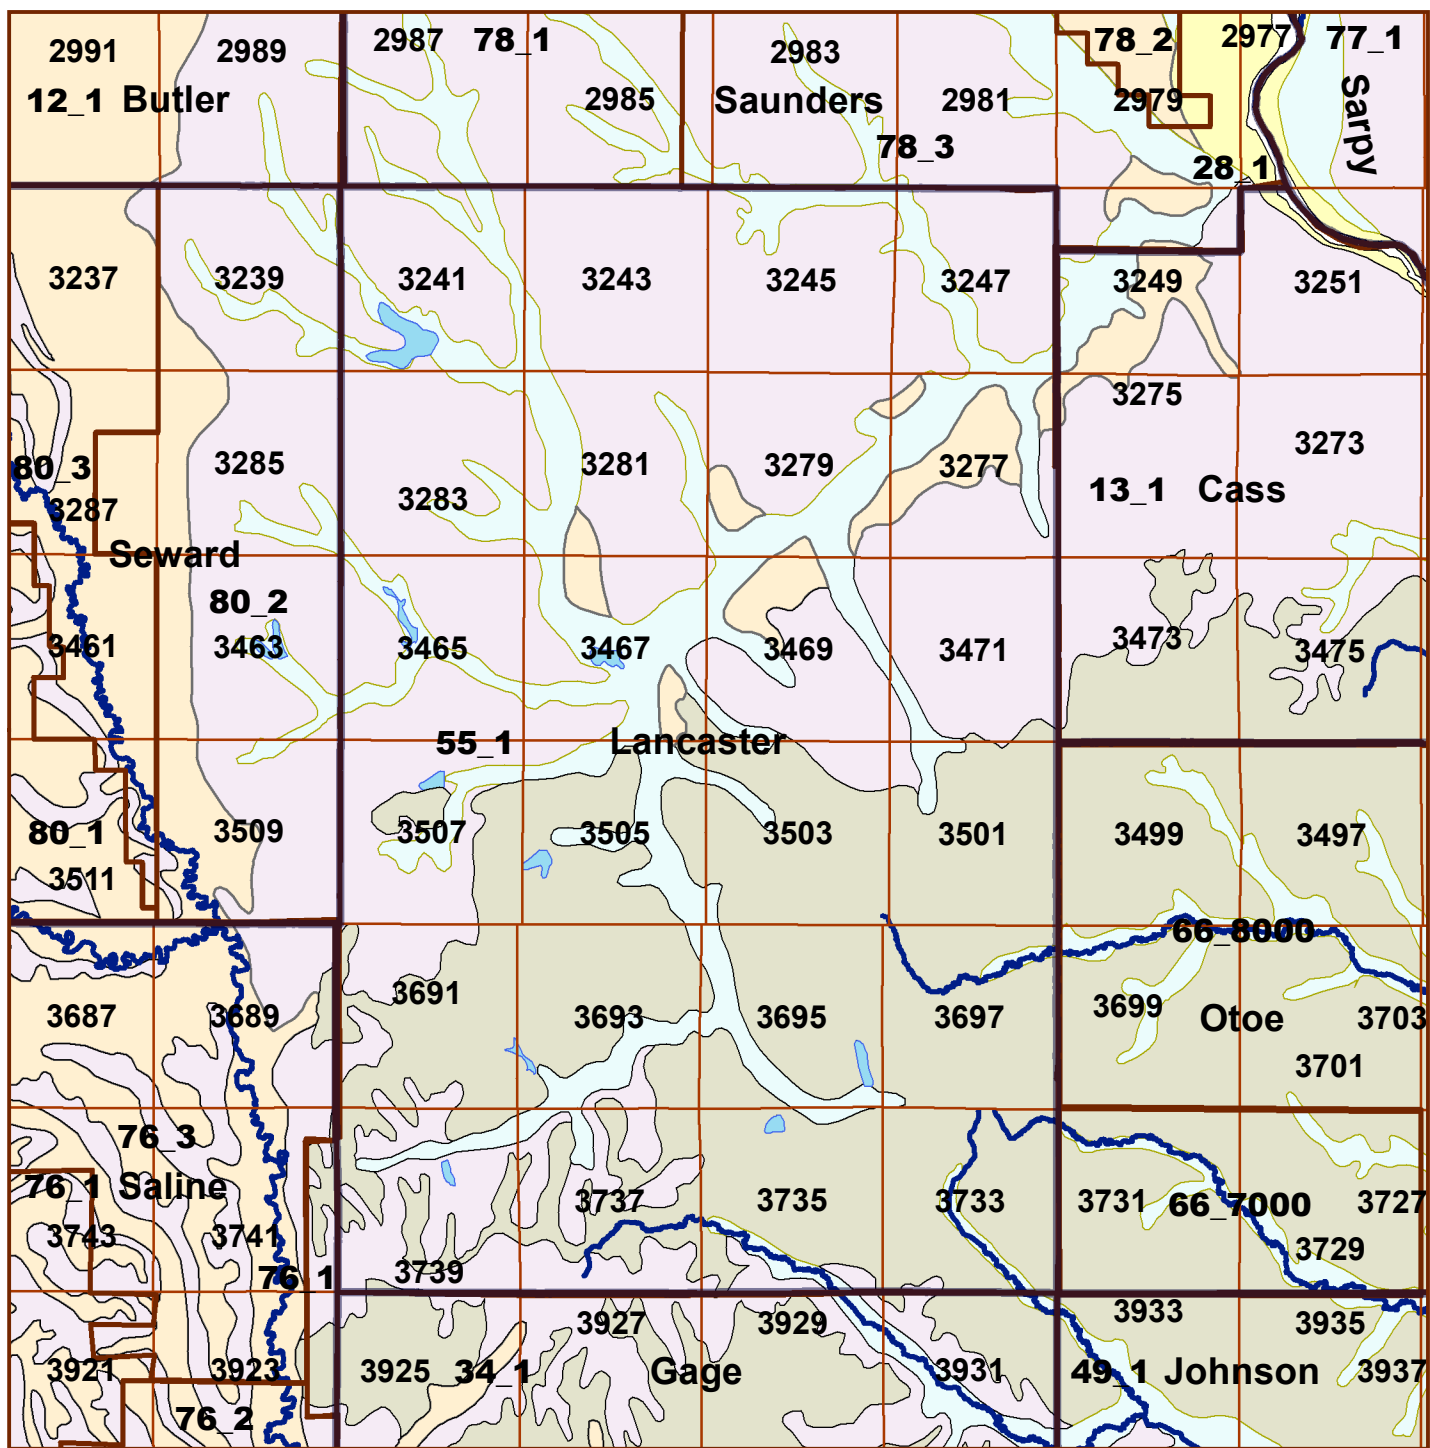 2991 2989 2987 78_1 2983 78_2 2977 77_1
12_1 Butler 2985 Saunders 2981 2979 Sarpy
78_3 28_1
3237 3239 3241 3243 3245 3247 3249 3251
3275
80_3 3285 3283 3281 3279 3277 3273
3287 13_1 Cass
Seward
80_2
3461 3463 3465 3467 3469 3471 3473 3475
55_1 Lancaster
80_1 3509 3507 3505 3503 3501 3499 3497
3511
66_8000
3691
3687 3689 3693 3695 3697 3699 Otoe 3703
3701
76_3
76_1 Saline 3737 3735 3733 3731 66_7000 3727
3743 3741 3729
76_1 3739
3927 3929 3933 3935
3921 3923 3925 34_1 Gage 3931 49_1 Johnson 3937
76_2